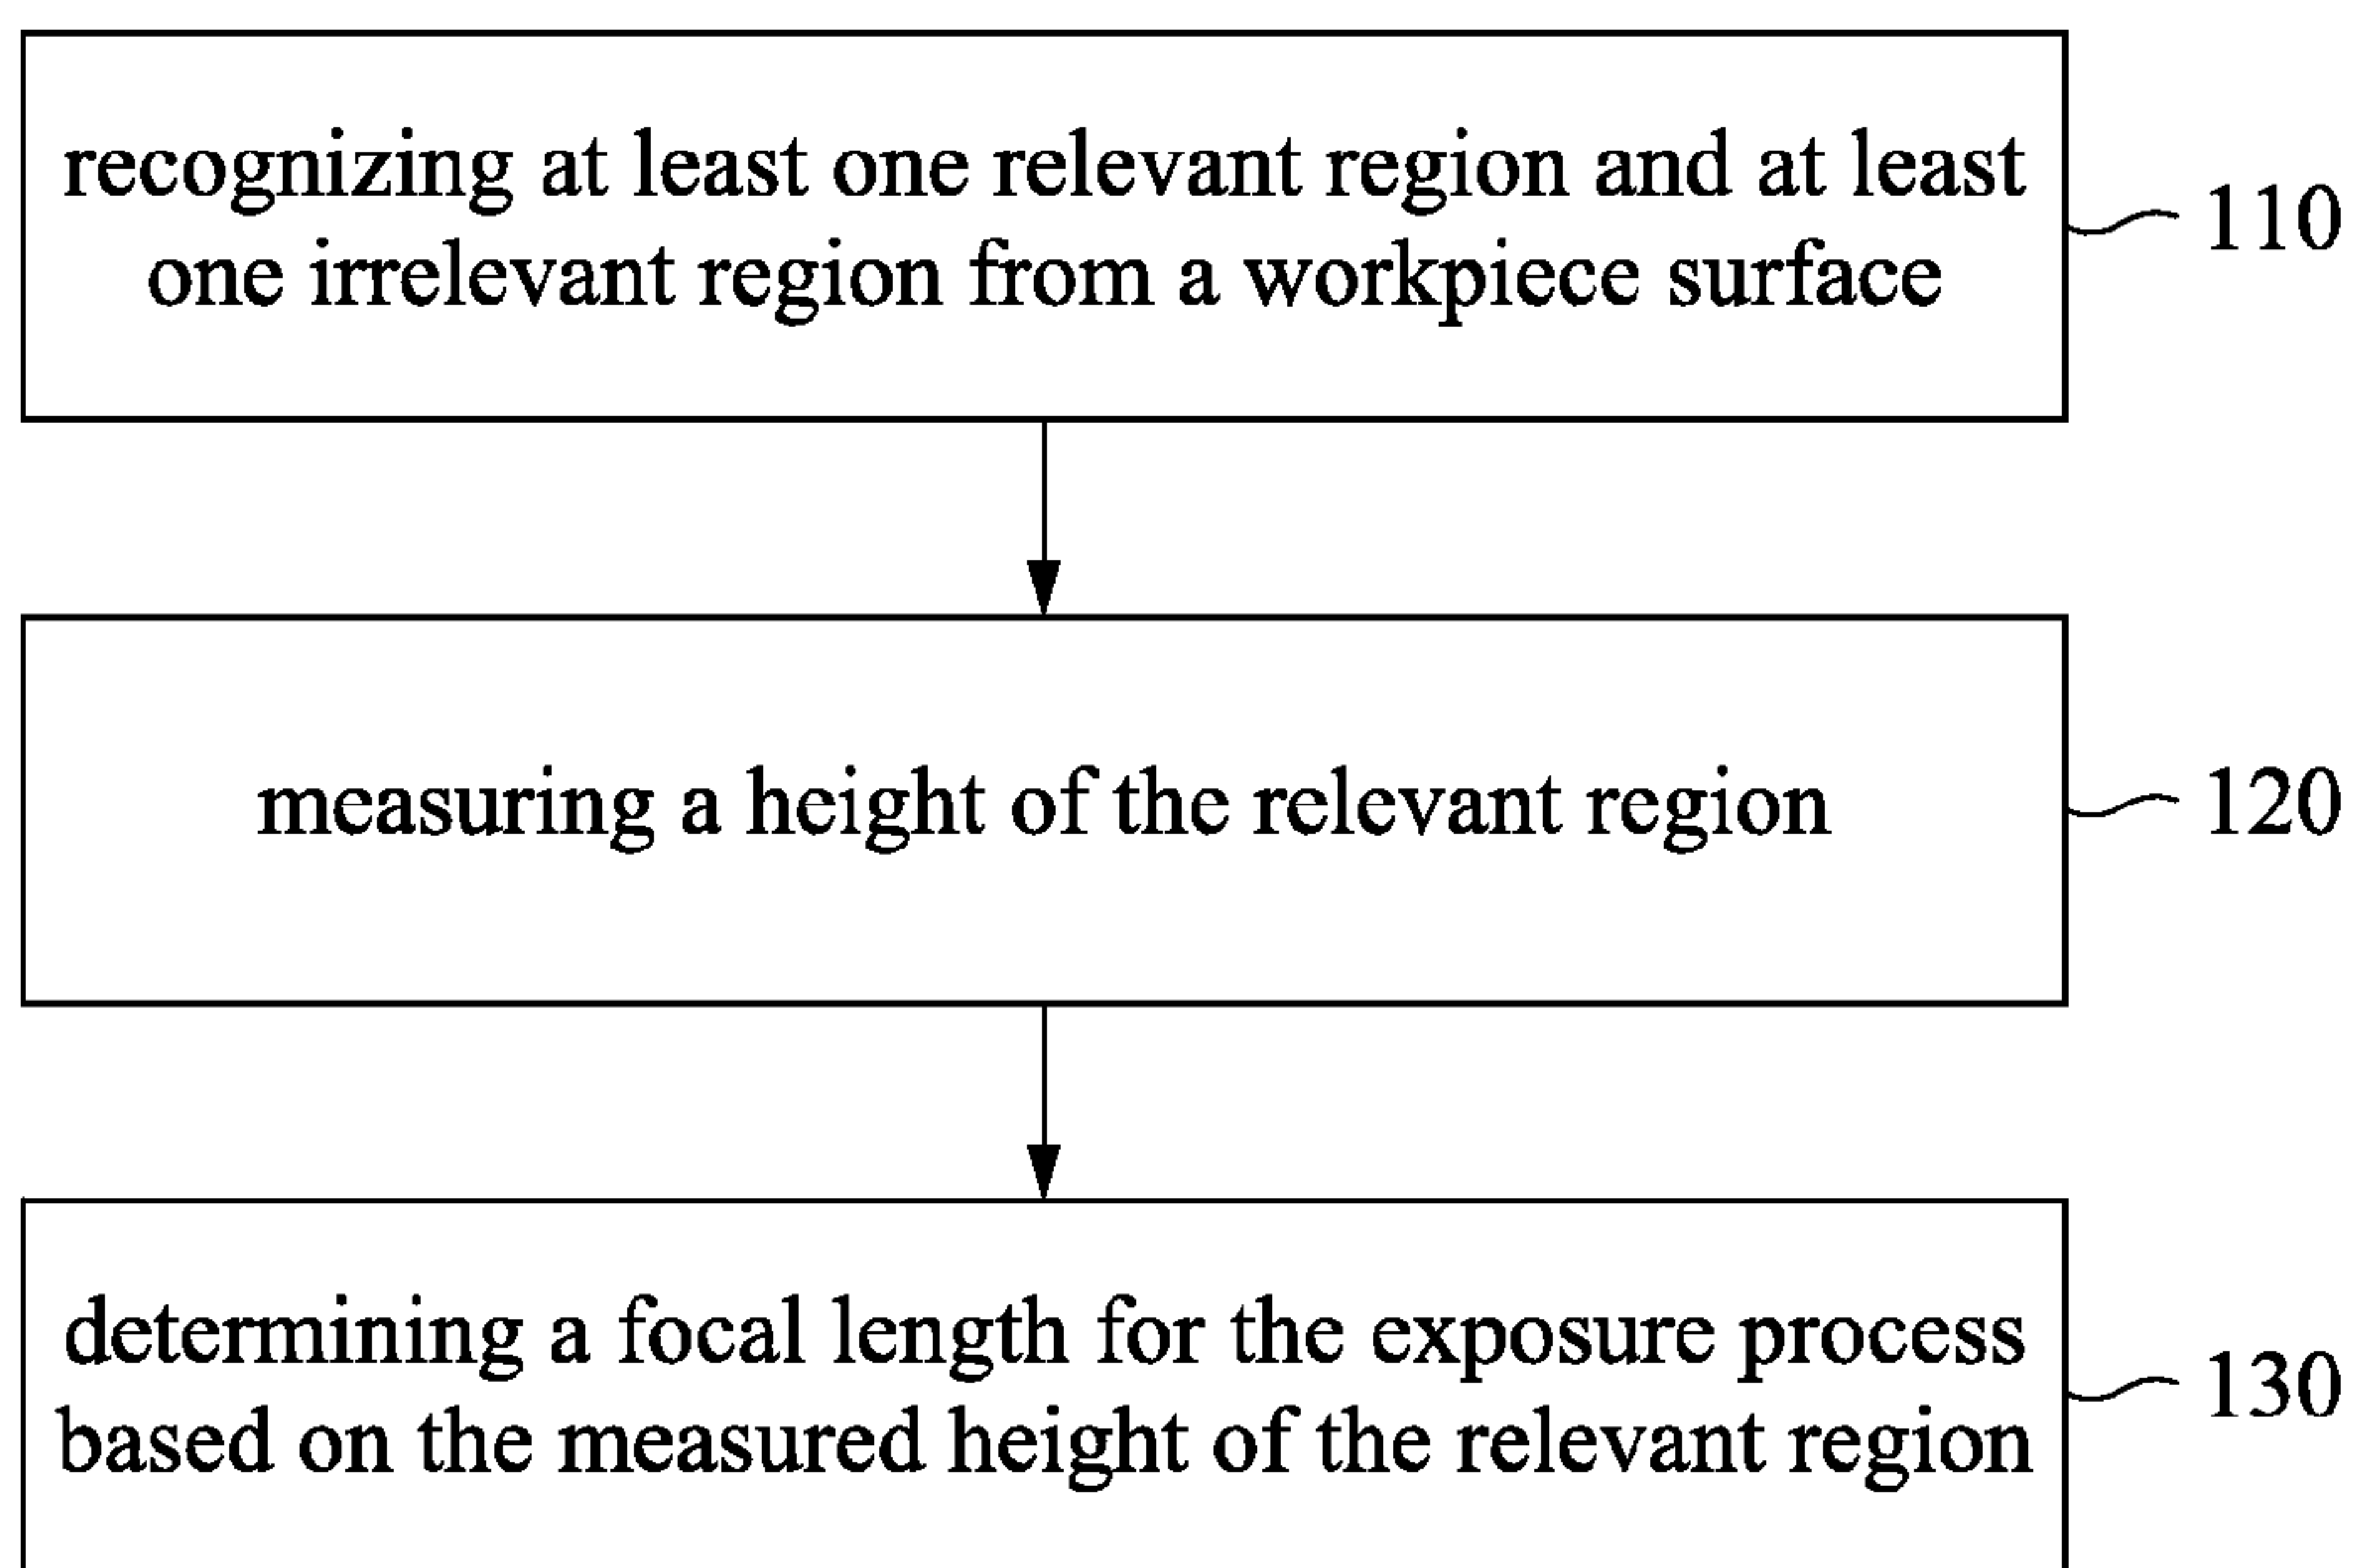 recognizing at least one relevant region and at least
one irrelevant region from a workpiece surface
110
measuring a height of the relevant region
120
determining a focal length for the exposure process
based on the measured height of the relevant region
130